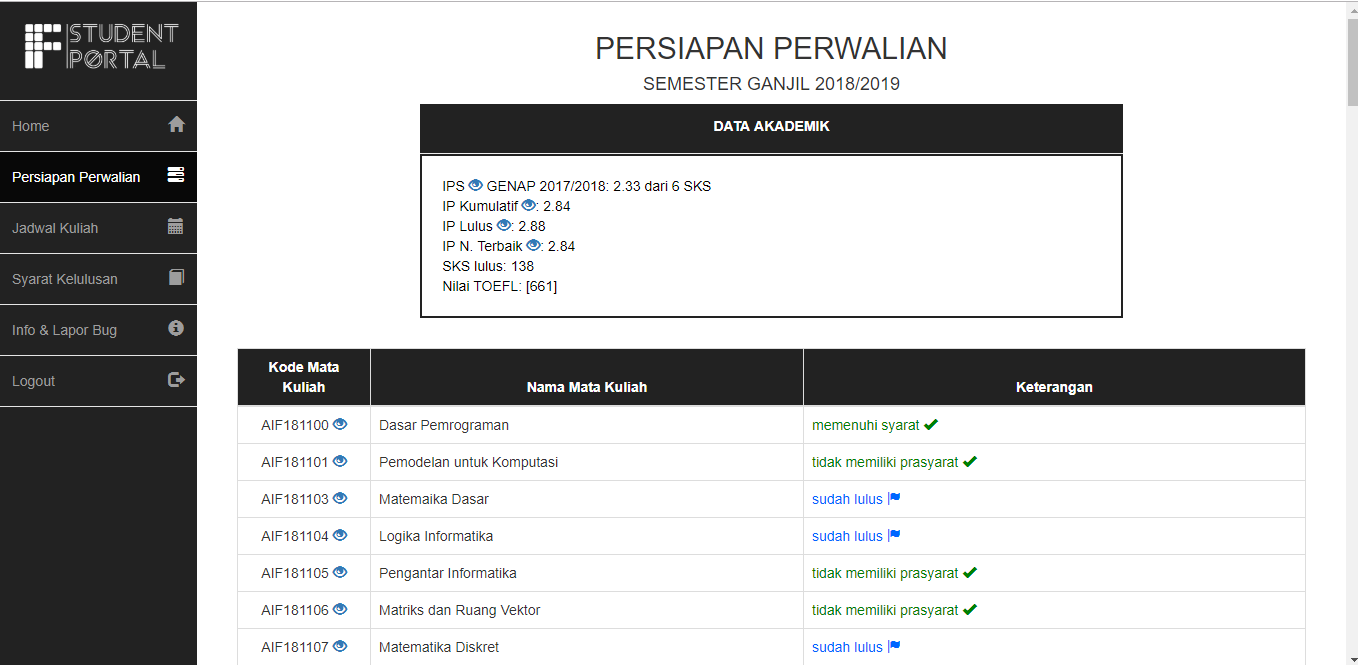 IF STUDENT
PØRTAL
Home
Persiapan Perwalian
Jadwal Kuliah
Syarat Kelulusan
Info & Lapor Bug
Logout
PERSIAPAN PERWALIAN
SEMESTER GANJIL 2018/2019
DATA AKADEMIK
IPS GENAP 2017/2018: 2.33 dari 6 SKS
IP Kumulatif : 2.84
IP Lulus : 2.88
IP N. Terbaik : 2.84
SKS lulus: 138
Nilai TOEFL: [661]
Kode Mata
Kuliah
Nama Mata Kuliah
Keterangan
AIF181100 Dasar Pemrograman memenuhi syarat
AIF181101 Pemodelan untuk Komputasi tidak memiliki prasyarat
AIF181103 Matemaika Dasar sudah lulus
AIF181104 Logika Informatika sudah lulus
AIF181105 Pengantar Informatika tidak memiliki prasyarat
AIF181106 Matriks dan Ruang Vektor tidak memiliki prasyarat
AIF181107 Matematika Diskret sudah lulus